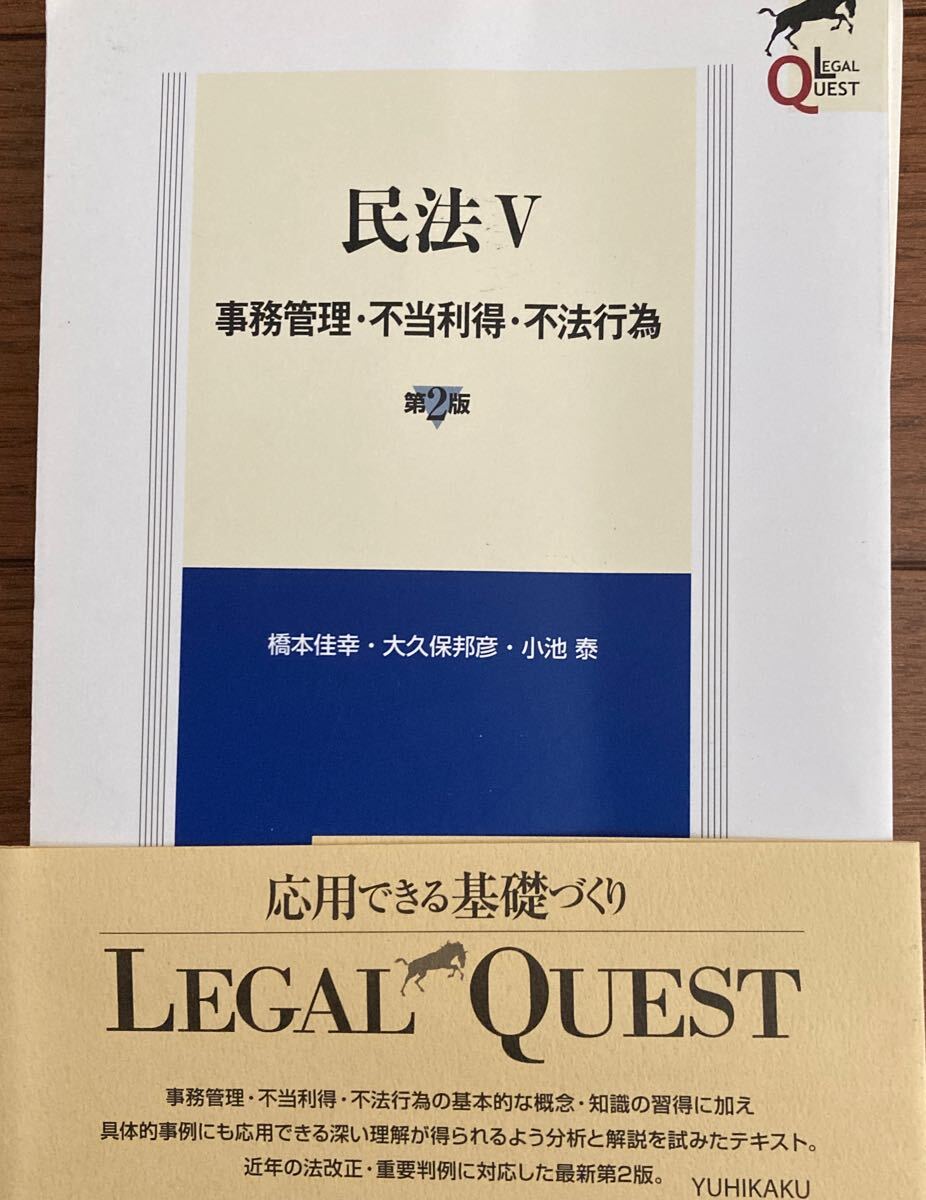 LEGAL
QUEST
民法V
事務管理・不当利得・不法行為
第2版
橋本佳幸・大久保邦彦・小池 泰
応用できる基礎づくり
LEGAL QUEST
事務管理・不当利得・不法行為の基本的な概念・知識の習得に加え
具体的事例にも応用できる深い理解が得られるよう分析と解説を試みたテキスト。
近年の法改正・重要判例に対応した最新第2版。
YUHIKAKU